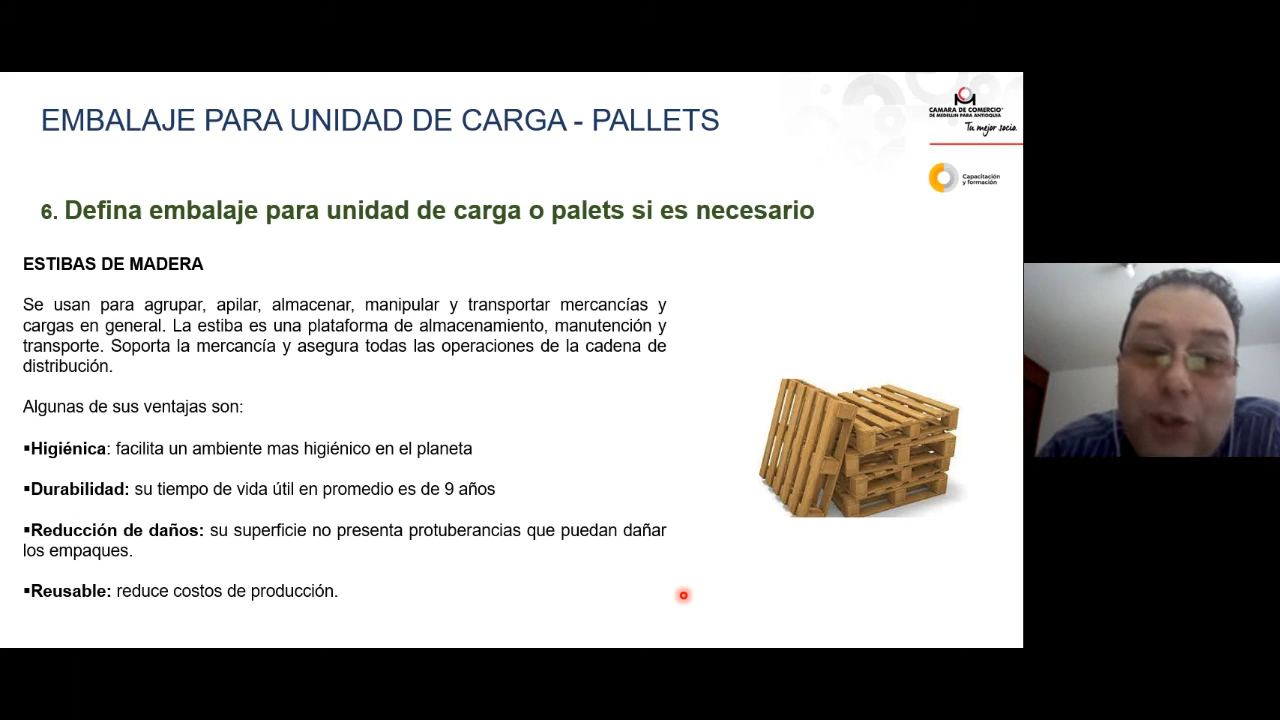 EMBALAJE PARA UNIDAD DE CARGA - PALLETS
CAMARA DE COMERCIO
DE MEDELLIN PARA ANTIOQUIA
Tu mejor socio.
Capacitación
y formación
6. Defina embalaje para unidad de carga o palets si es necesario
ESTIBAS DE MADERA
Se usan para agrupar, apilar, almacenar, manipular y transportar mercancías y
cargas en general. La estiba es una plataforma de almacenamiento, manutención y
transporte. Soporta la mercancía y asegura todas las operaciones de la cadena de
distribución.
Algunas de sus ventajas son:
▪Higiénica: facilita un ambiente mas higiénico en el planeta
▪Durabilidad: su tiempo de vida útil en promedio es de 9 años
▪Reducción de daños: su superficie no presenta protuberancias que puedan dañar
los empaques.
▪Reusable: reduce costos de producción.